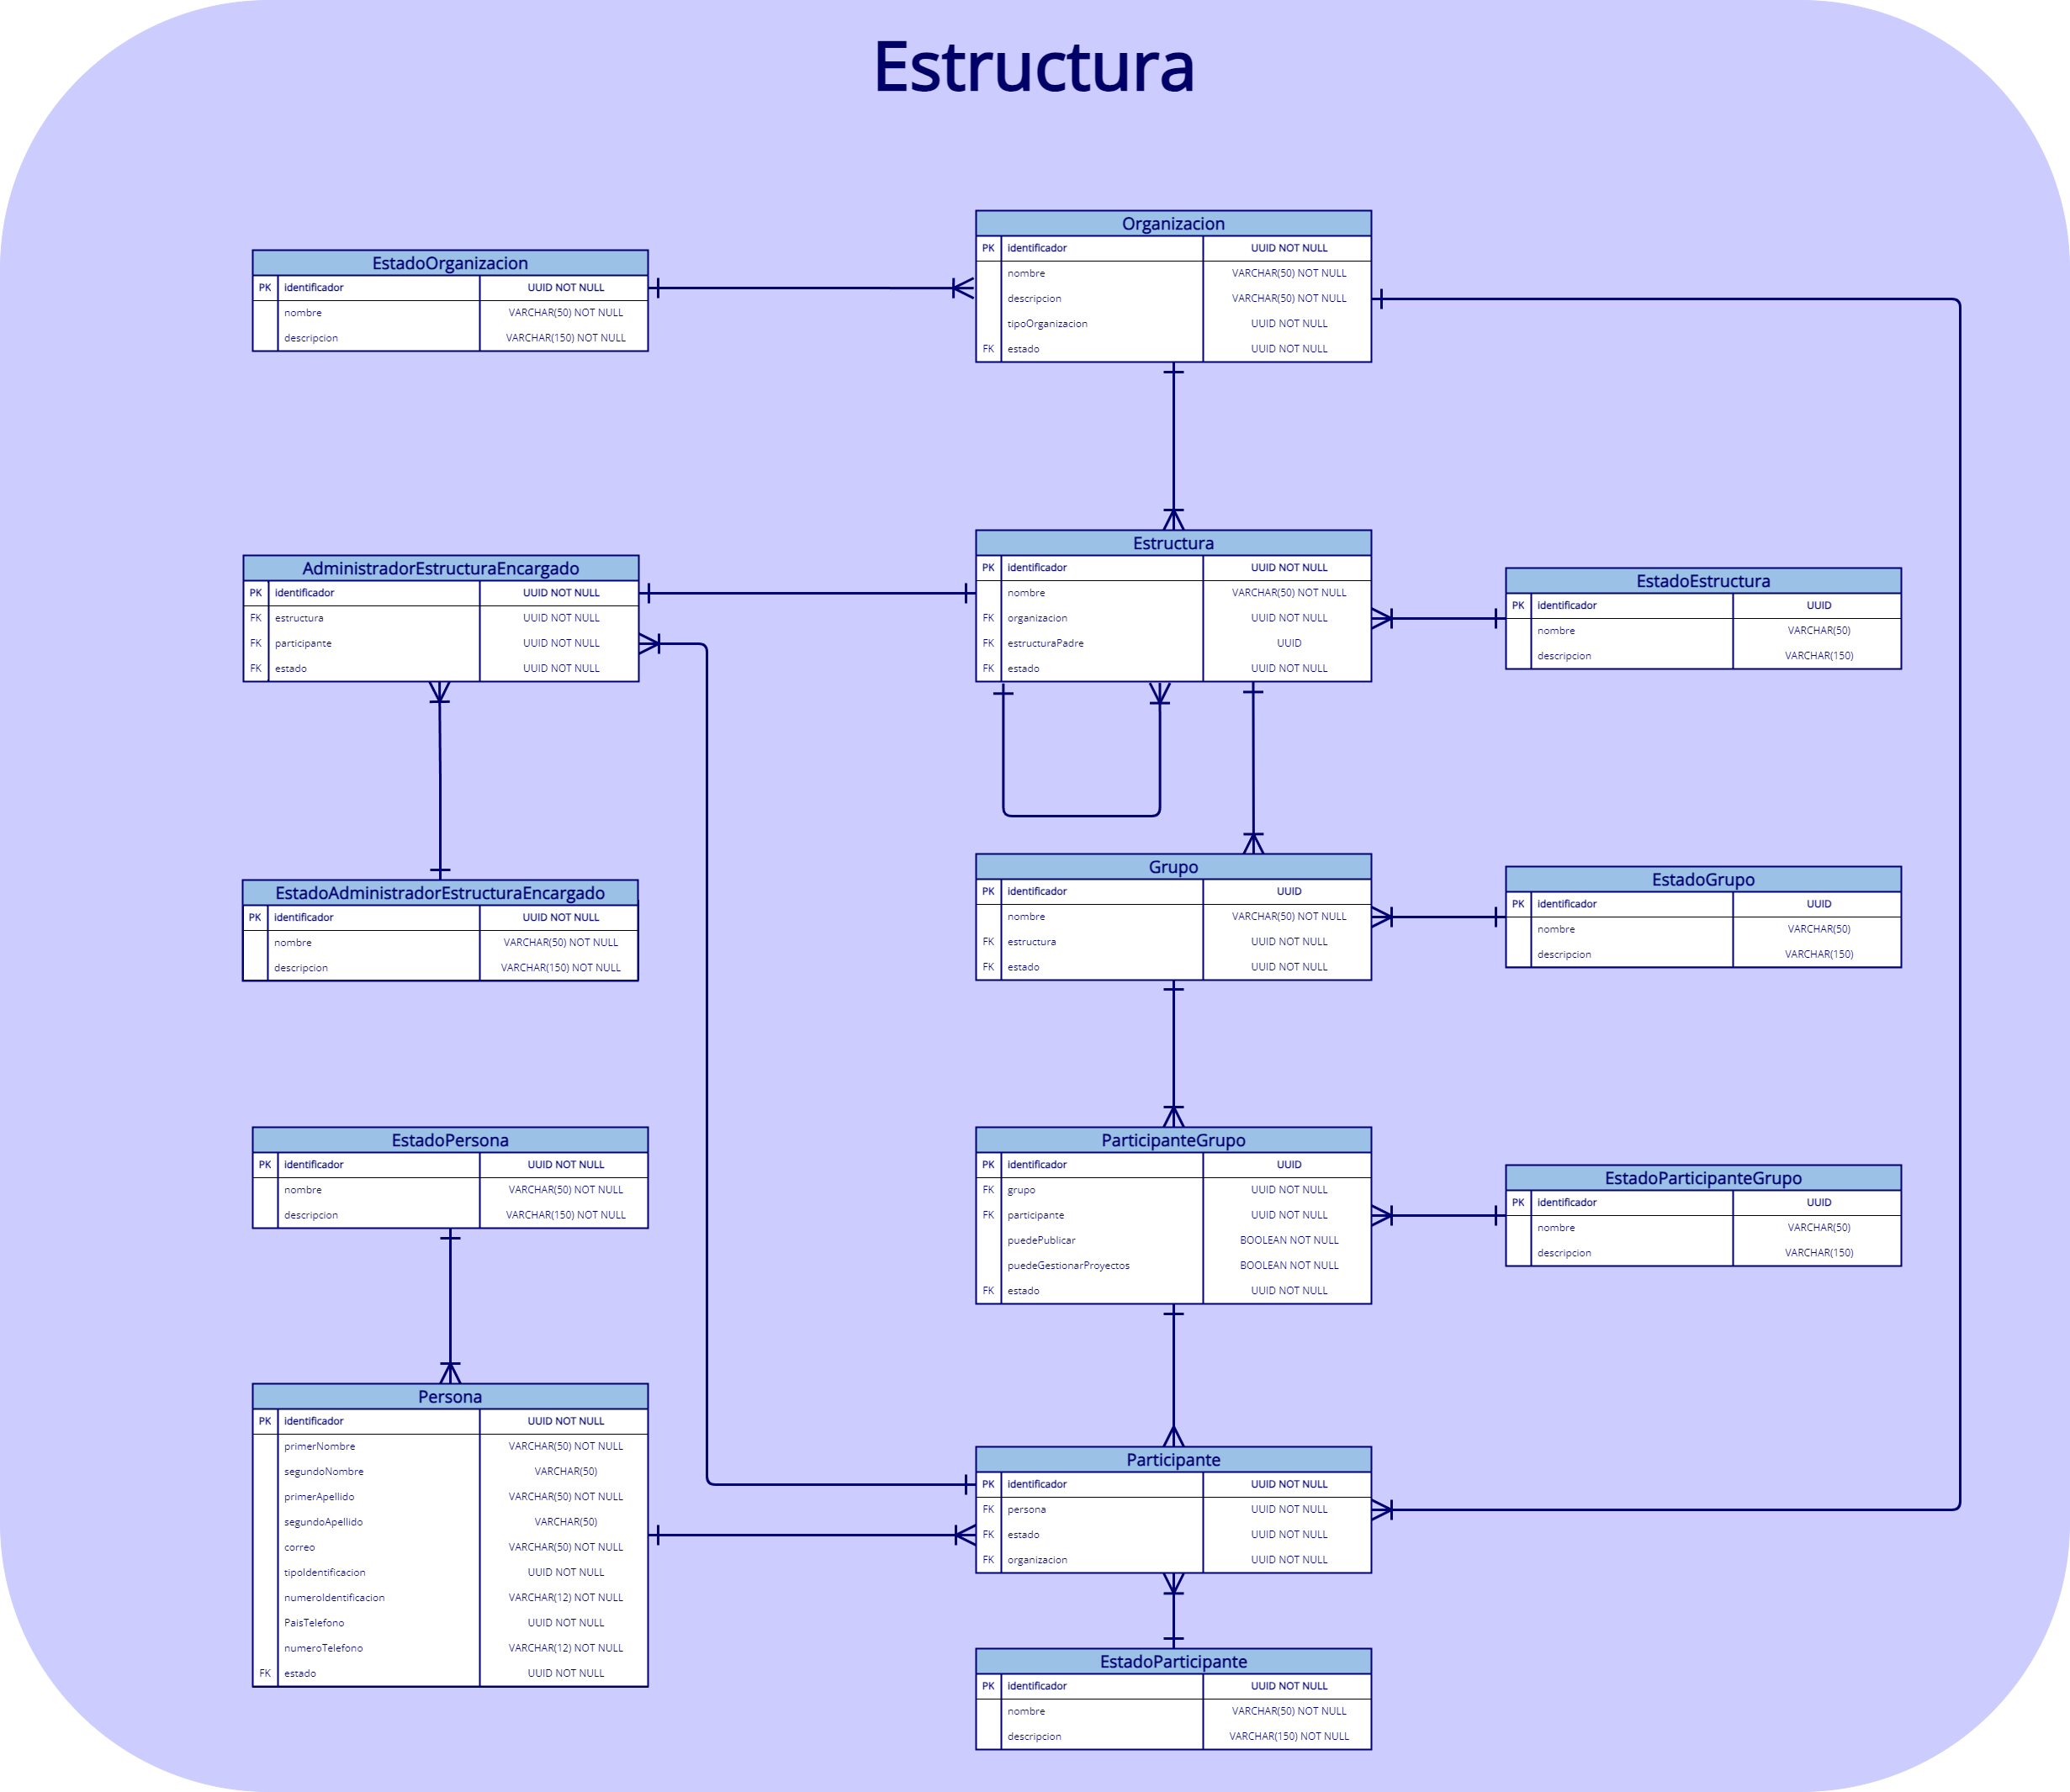 Estructura
Organizacion
PK identificador UUID NOT NULL
nombre VARCHAR(50) NOT NULL
descripcion VARCHAR(50) NOT NULL
tipoOrganizacion UUID NOT NULL
FK estado UUID NOT NULL
EstadoOrganizacion
PK identificador UUID NOT NULL
nombre VARCHAR(50) NOT NULL
descripcion VARCHAR(150) NOT NULL
AdministradorEstructuraEncargado
PK identificador UUID NOT NULL
FK estructura UUID NOT NULL
FK participante UUID NOT NULL
FK estado UUID NOT NULL
Estructura
PK identificador UUID NOT NULL
nombre VARCHAR(50) NOT NULL
FK organizacion UUID NOT NULL
FK estructuraPadre UUID
FK estado UUID NOT NULL
EstadoEstructura
PK identificador UUID
nombre VARCHAR(50)
descripcion VARCHAR(150)
EstadoAdministradorEstructuraEncargado
PK identificador UUID NOT NULL
nombre VARCHAR(50) NOT NULL
descripcion VARCHAR(150) NOT NULL
Grupo
PK identificador UUID
nombre VARCHAR(50) NOT NULL
FK estructura UUID NOT NULL
FK estado UUID NOT NULL
EstadoGrupo
PK identificador UUID
nombre VARCHAR(50)
descripcion VARCHAR(150)
EstadoPersona
PK identificador UUID NOT NULL
nombre VARCHAR(50) NOT NULL
descripcion VARCHAR(150) NOT NULL
ParticipanteGrupo
PK identificador UUID
FK grupo UUID NOT NULL
FK participante UUID NOT NULL
puedePublicar BOOLEAN NOT NULL
puedeGestionarProyectos BOOLEAN NOT NULL
FK estado UUID NOT NULL
EstadoParticipanteGrupo
PK identificador UUID
nombre VARCHAR(50)
descripcion VARCHAR(150)
Persona
PK identificador UUID NOT NULL
primerNombre VARCHAR(50) NOT NULL
segundoNombre VARCHAR(50)
primerApellido VARCHAR(50) NOT NULL
segundoApellido VARCHAR(50)
correo VARCHAR(50) NOT NULL
tipoIdentificacion UUID NOT NULL
numeroIdentificacion VARCHAR(12) NOT NULL
PaisTelefono UUID NOT NULL
numeroTelefono VARCHAR(12) NOT NULL
FK estado UUID NOT NULL
Participante
PK identificador UUID NOT NULL
FK persona UUID NOT NULL
FK estado UUID NOT NULL
FK organizacion UUID NOT NULL
EstadoParticipante
PK identificador UUID NOT NULL
nombre VARCHAR(50) NOT NULL
descripcion VARCHAR(150) NOT NULL